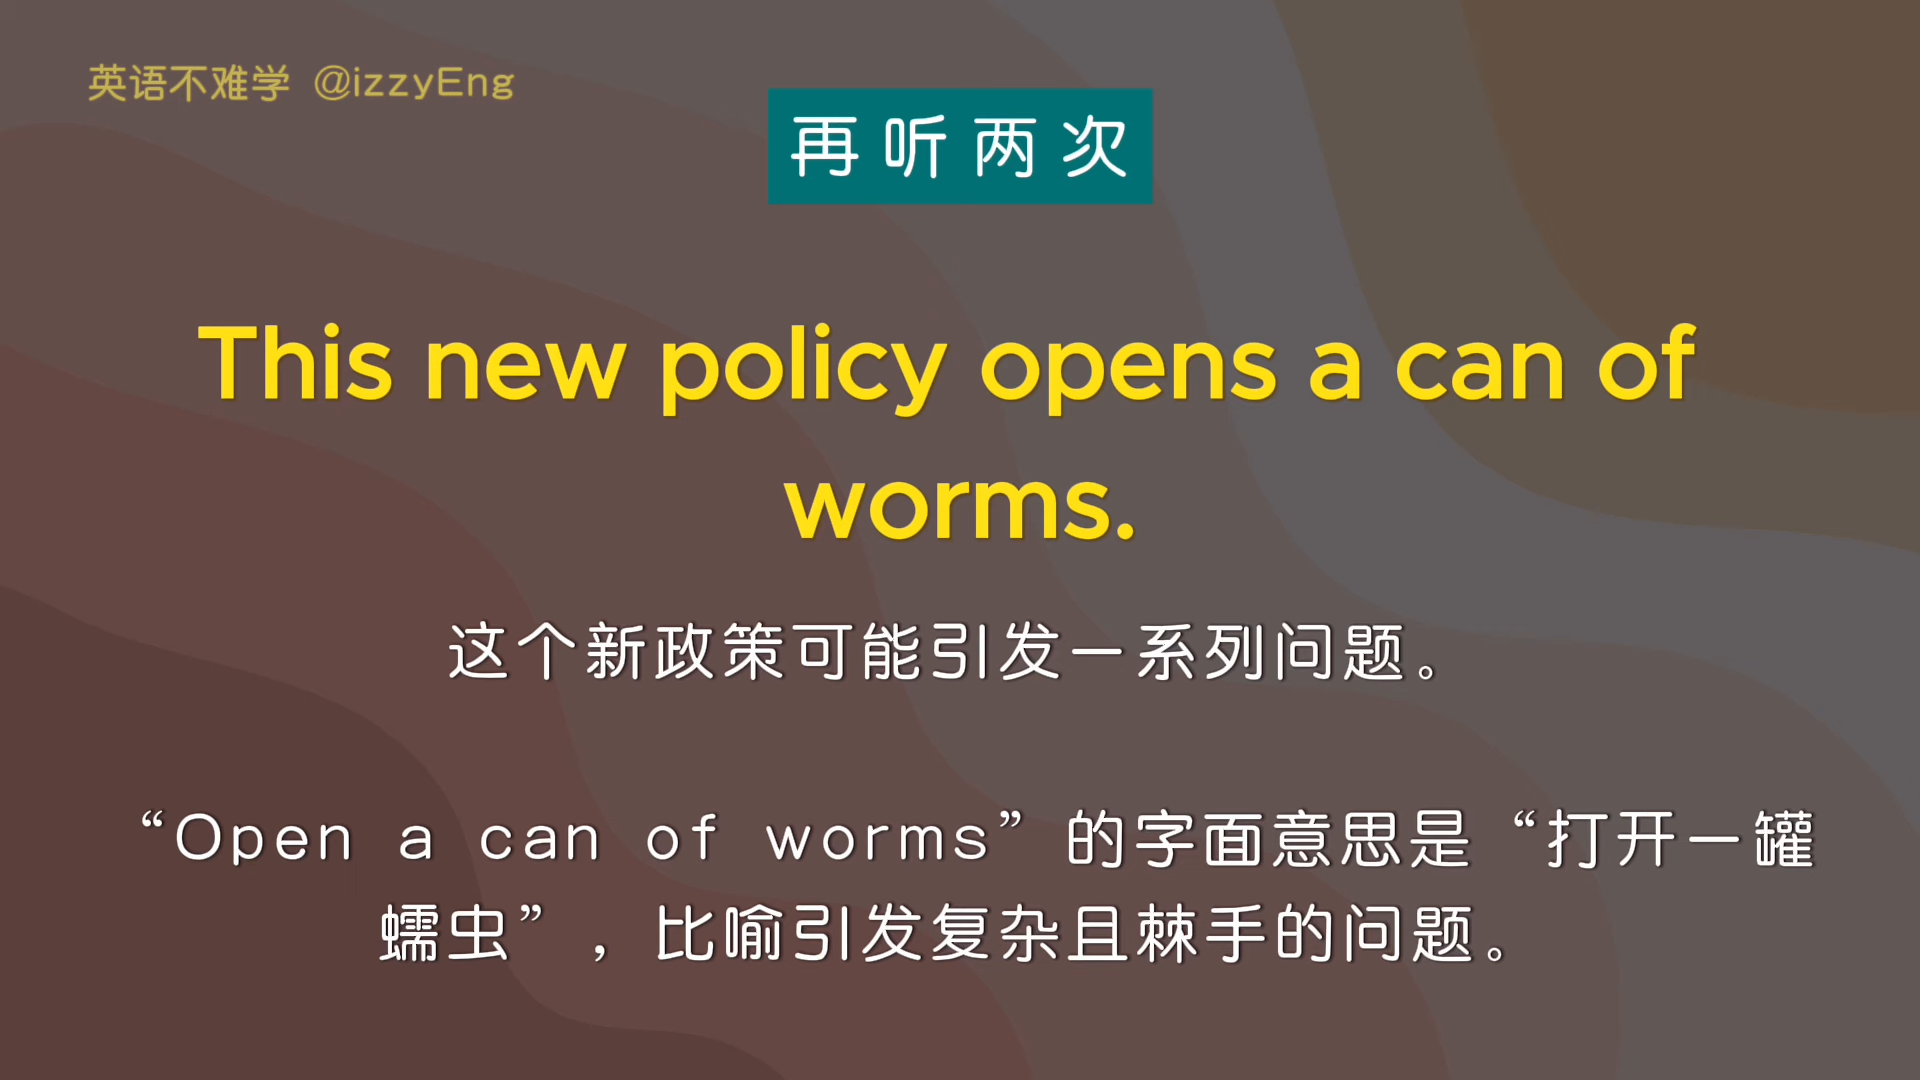 英语不难学 @izzyEng
再听两次
This new policy opens a can of
worms.
这个新政策可能引发一系列问题。
“Open a can of worms”的字面意思是“打开一罐
蠕虫”，比喻引发复杂且棘手的问题。